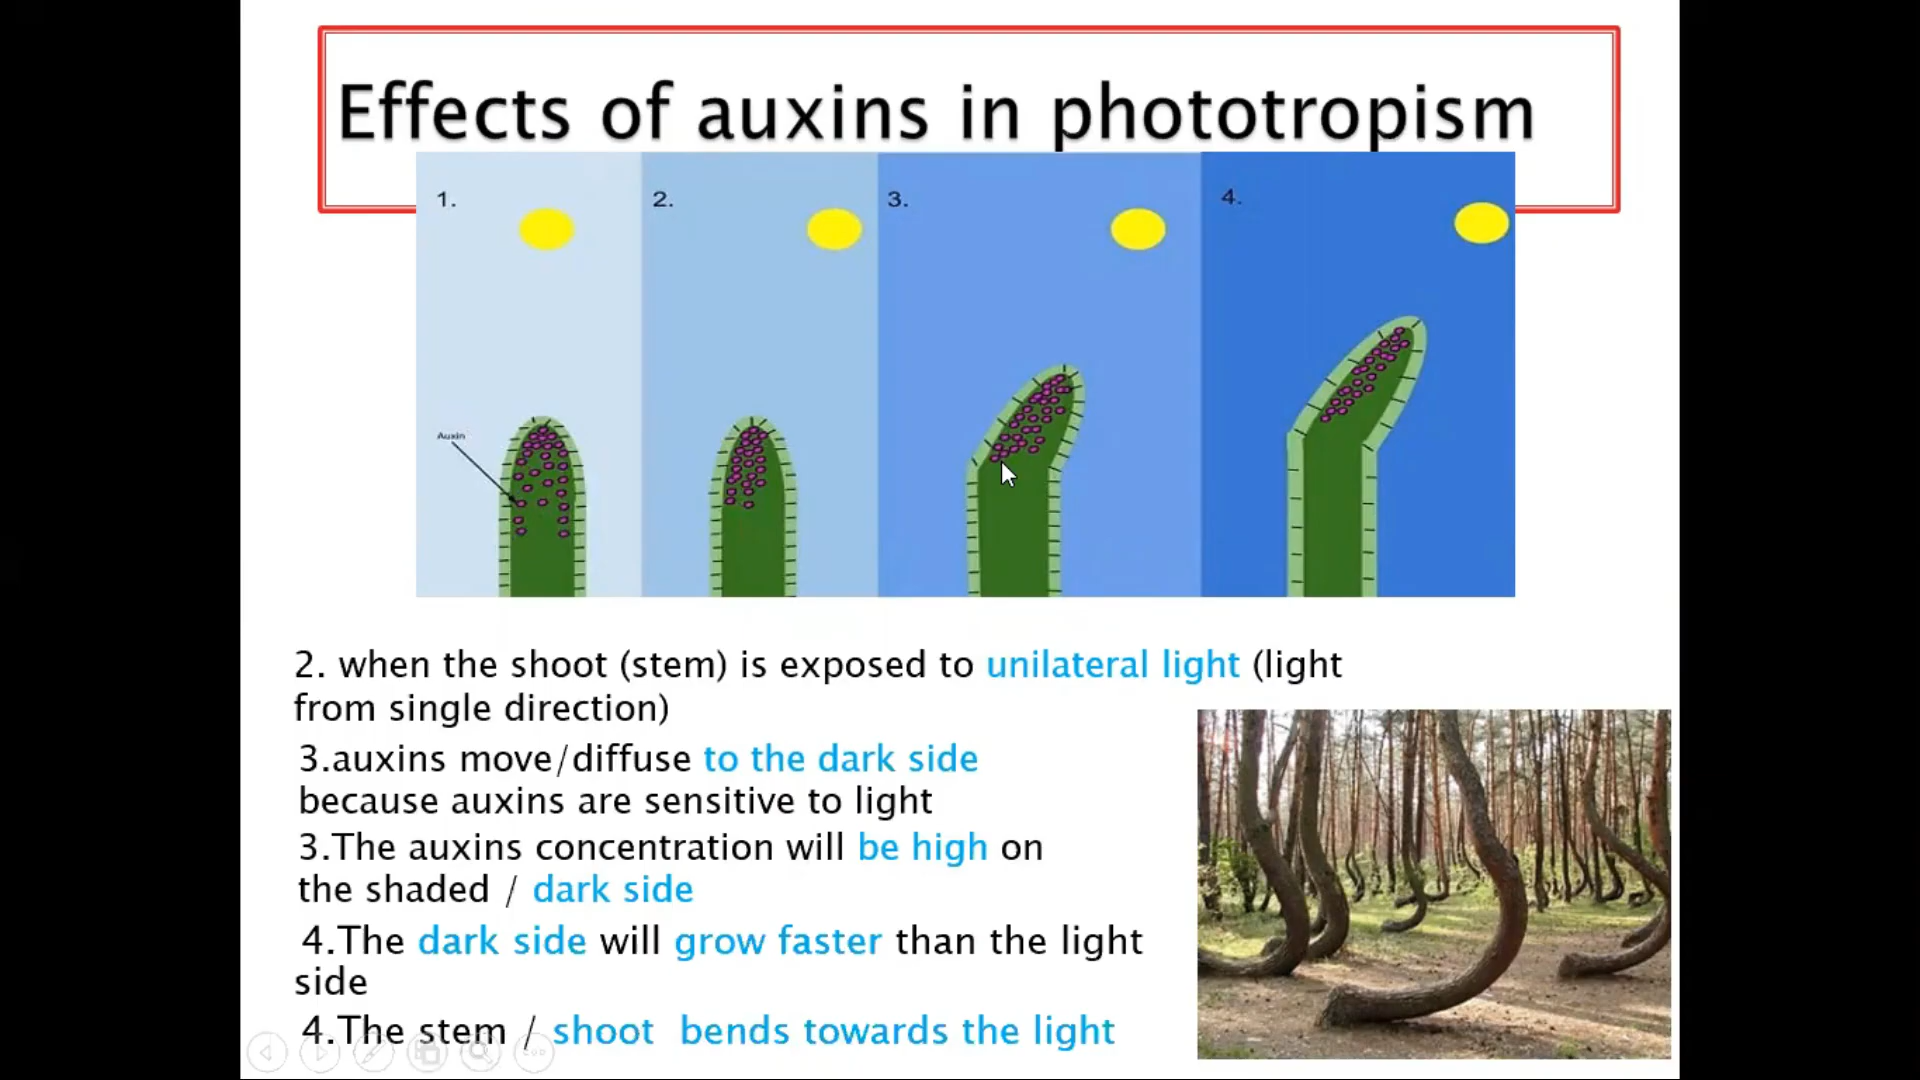 Effects of auxins in phototropism
1.
2.
3.
4.
Auxin
2. when the shoot (stem) is exposed to unilateral light (light
from single direction)
3.auxins move/diffuse to the dark side
because auxins are sensitive to light
3.The auxins concentration will be high on
the shaded / dark side
4.The dark side will grow faster than the light
side
4.The stem / shoot bends towards the light